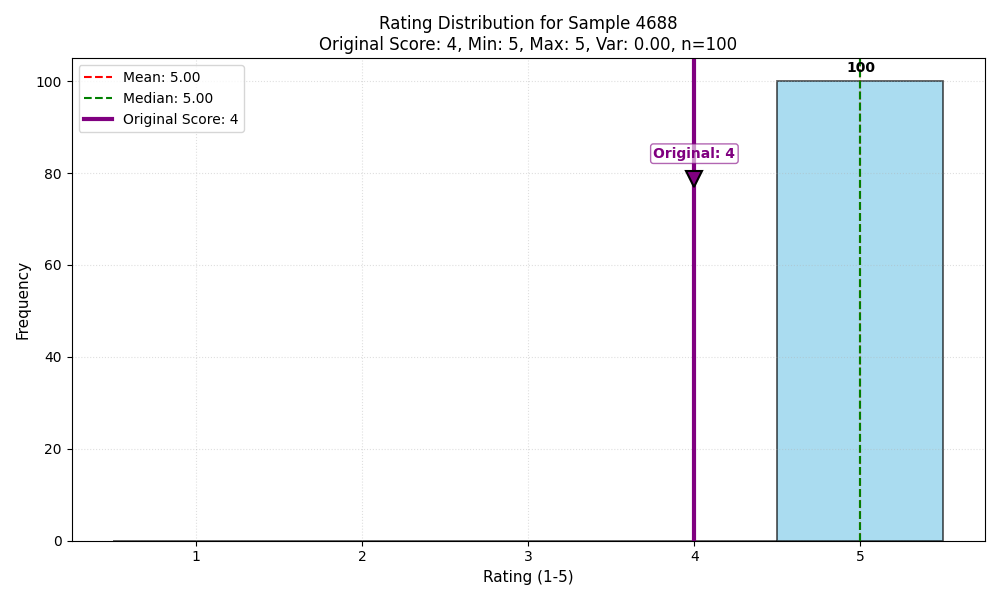 Rating Distribution for Sample 4688
Original Score: 4, Min: 5, Max: 5, Var: 0.00, n=100
Mean: 5.00
Median: 5.00
Original Score: 4
100
Original: 4
Frequency
100
80
60
40
20
0
1 2 3 4 5
Rating (1-5)